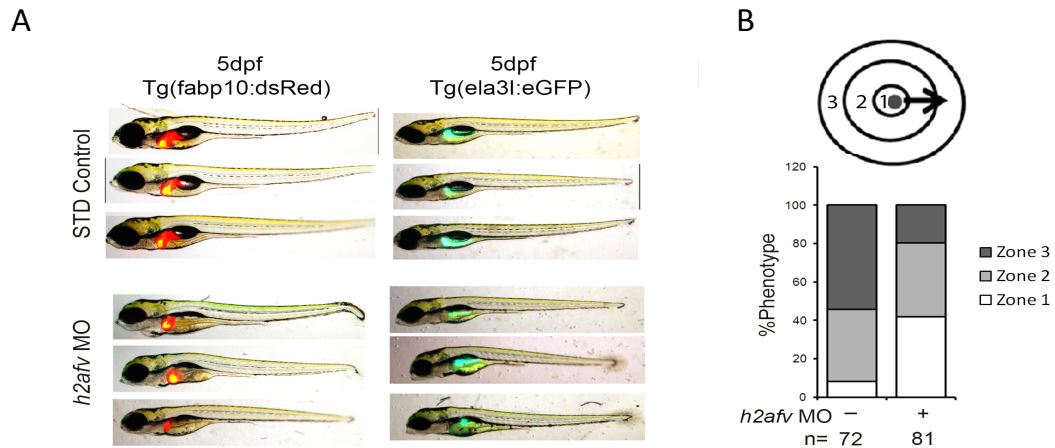 A
5dpf
Tg(fabp10:dsRed)
5dpf
Tg(ela3l:eGFP)
STD Control
h2afv MO
B
3 2 1
120
100
80
60
40
20
0
%Phenotype
Zone 3
Zone 2
Zone 1
h2afv MO – +
n= 72 81